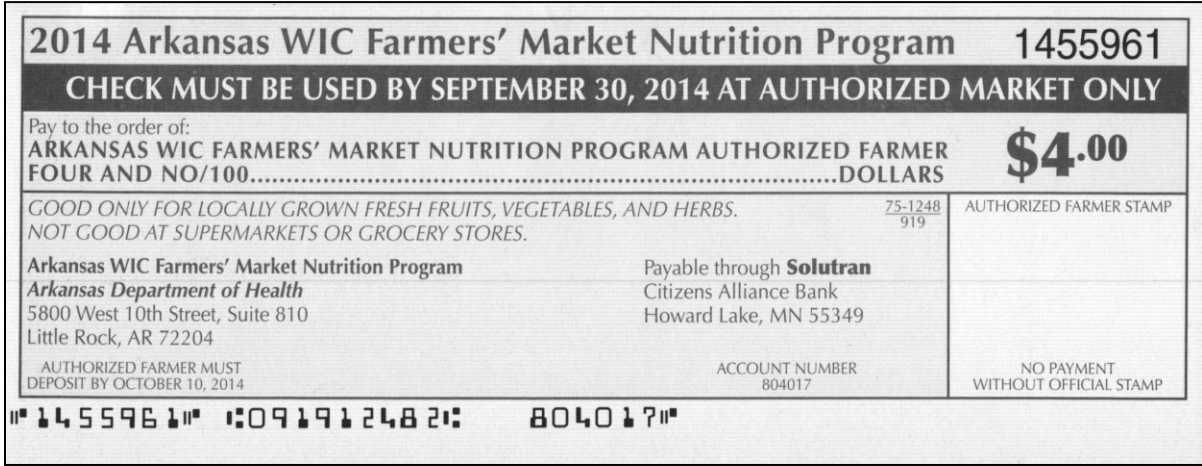 2014 Arkansas WIC Farmers' Market Nutrition Program 1455961
CHECK MUST BE USED BY SEPTEMBER 30, 2014 AT AUTHORIZED MARKET ONLY
Pay to the order of:
ARKANSAS WIC FARMERS' MARKET NUTRITION PROGRAM AUTHORIZED FARMER
FOUR AND NO/100.................................................................................DOLLARS
$4.00
GOOD ONLY FOR LOCALLY GROWN FRESH FRUITS, VEGETABLES, AND HERBS.
NOT GOOD AT SUPERMARKETS OR GROCERY STORES.
75-1248
919
AUTHORIZED FARMER STAMP
Arkansas WIC Farmers' Market Nutrition Program
Arkansas Department of Health
5800 West 10th Street, Suite 810
Little Rock, AR 72204
Payable through Solutran
Citizens Alliance Bank
Howard Lake, MN 55349
AUTHORIZED FARMER MUST
DEPOSIT BY OCTOBER 10, 2014
ACCOUNT NUMBER
804017
NO PAYMENT
WITHOUT OFFICIAL STAMP
⑈1455961⑈ ⑆091912482⑆ 804017⑈